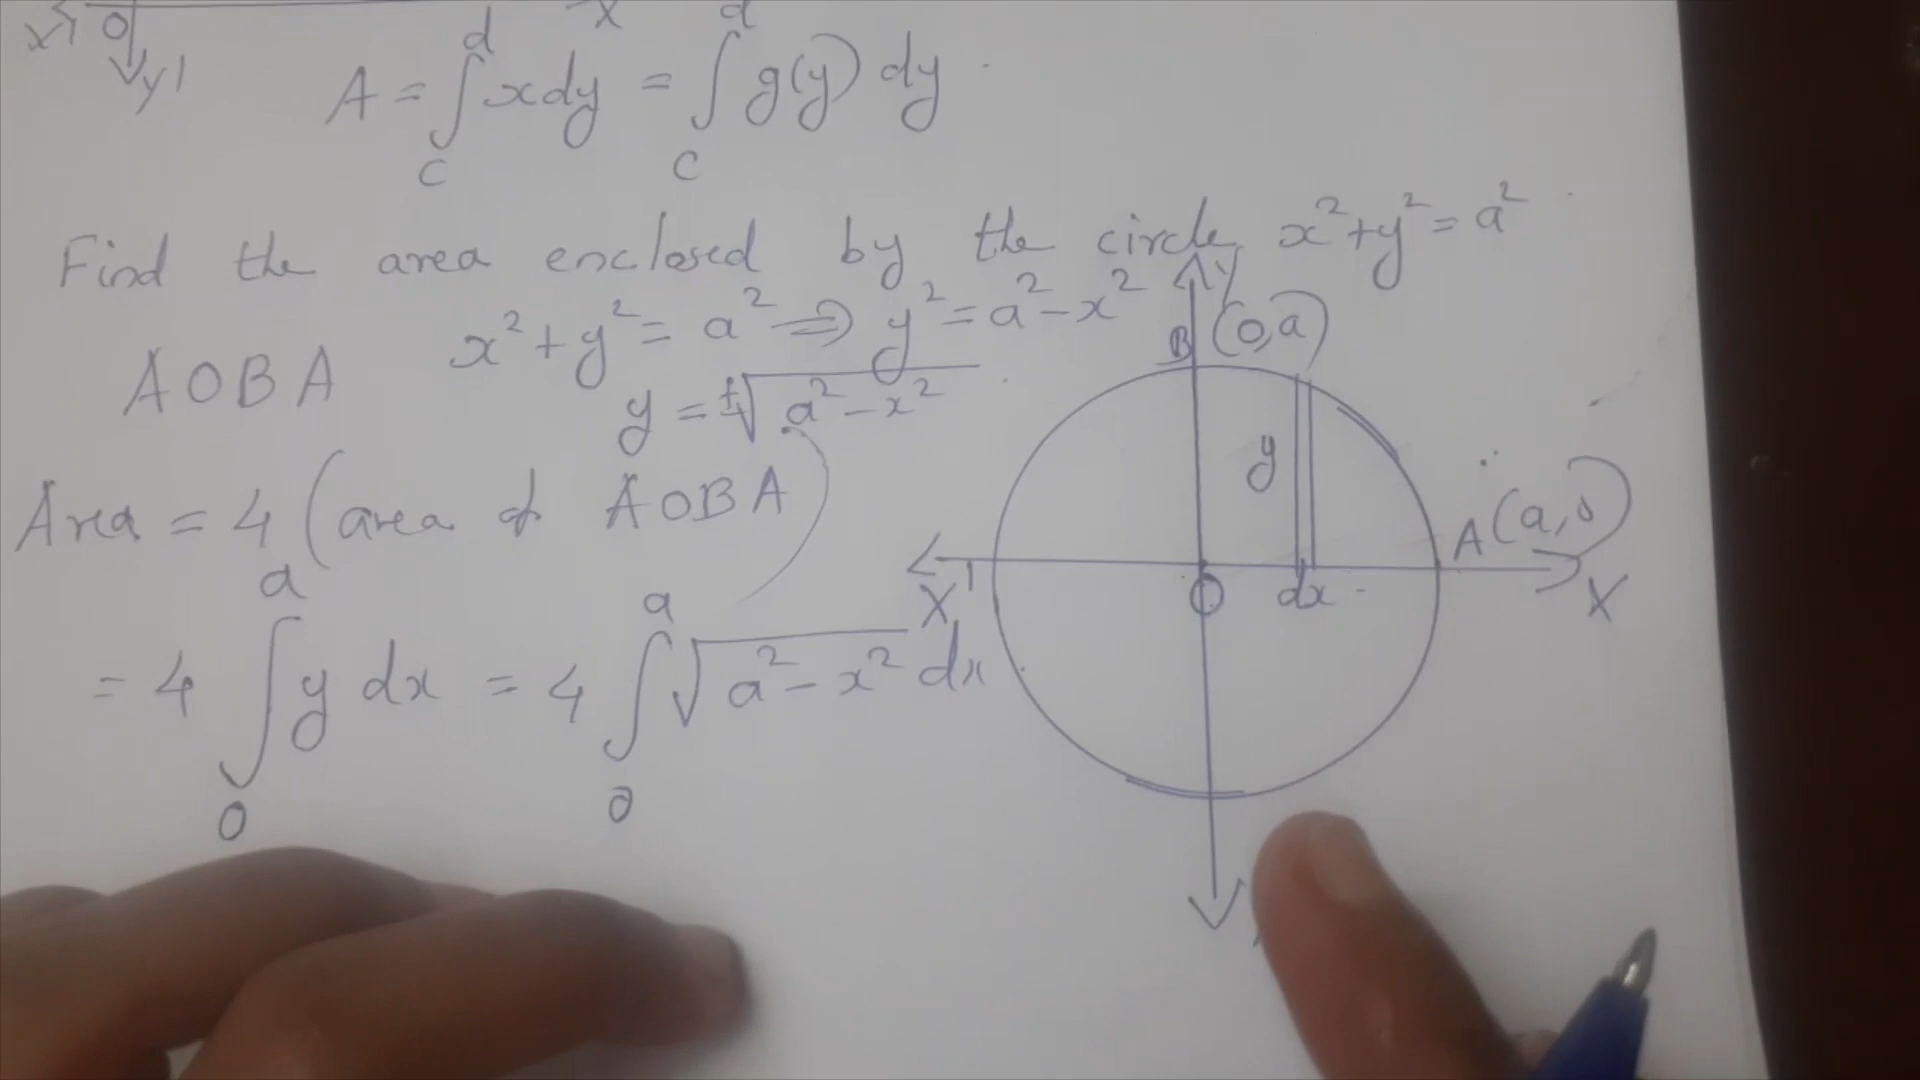 X' O X
Y'
A = ∫_c^d x dy = ∫_c^d g(y) dy
Find the area enclosed by the circle x² + y² = a²
x² + y² = a² ⇒ y² = a² - x²
AOBA
y = ±√(a² - x²)
Area = 4 (area of AOBA)
= 4 ∫_0^a y dx = 4 ∫_0^a √(a² - x²) dx
Y
B (0,a)
y
A (a,0)
X' O dx X